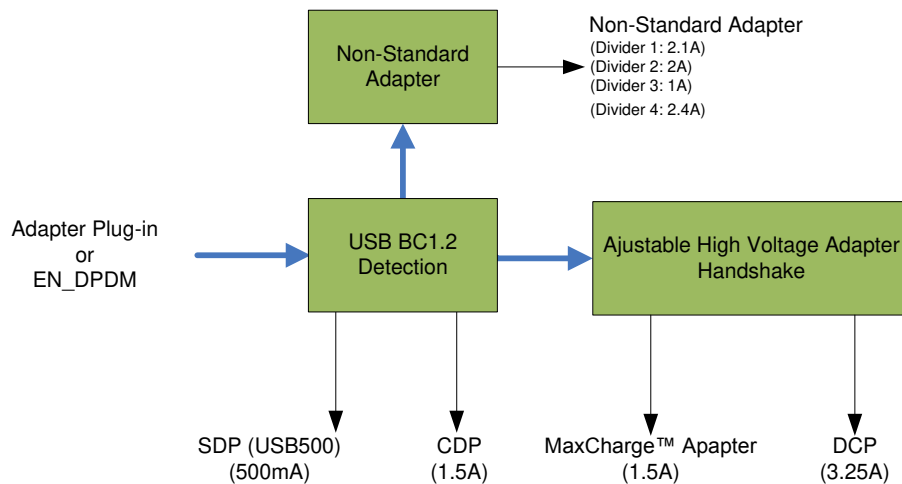 Non-Standard
Adapter
Non-Standard Adapter
(Divider 1: 2.1A)
(Divider 2: 2A)
(Divider 3: 1A)
(Divider 4: 2.4A)
Adapter Plug-in
or
EN_DPDM
USB BC1.2
Detection
Ajustable High Voltage Adapter
Handshake
SDP (USB500)
(500mA)
CDP
(1.5A)
MaxCharge™ Apapter
(1.5A)
DCP
(3.25A)